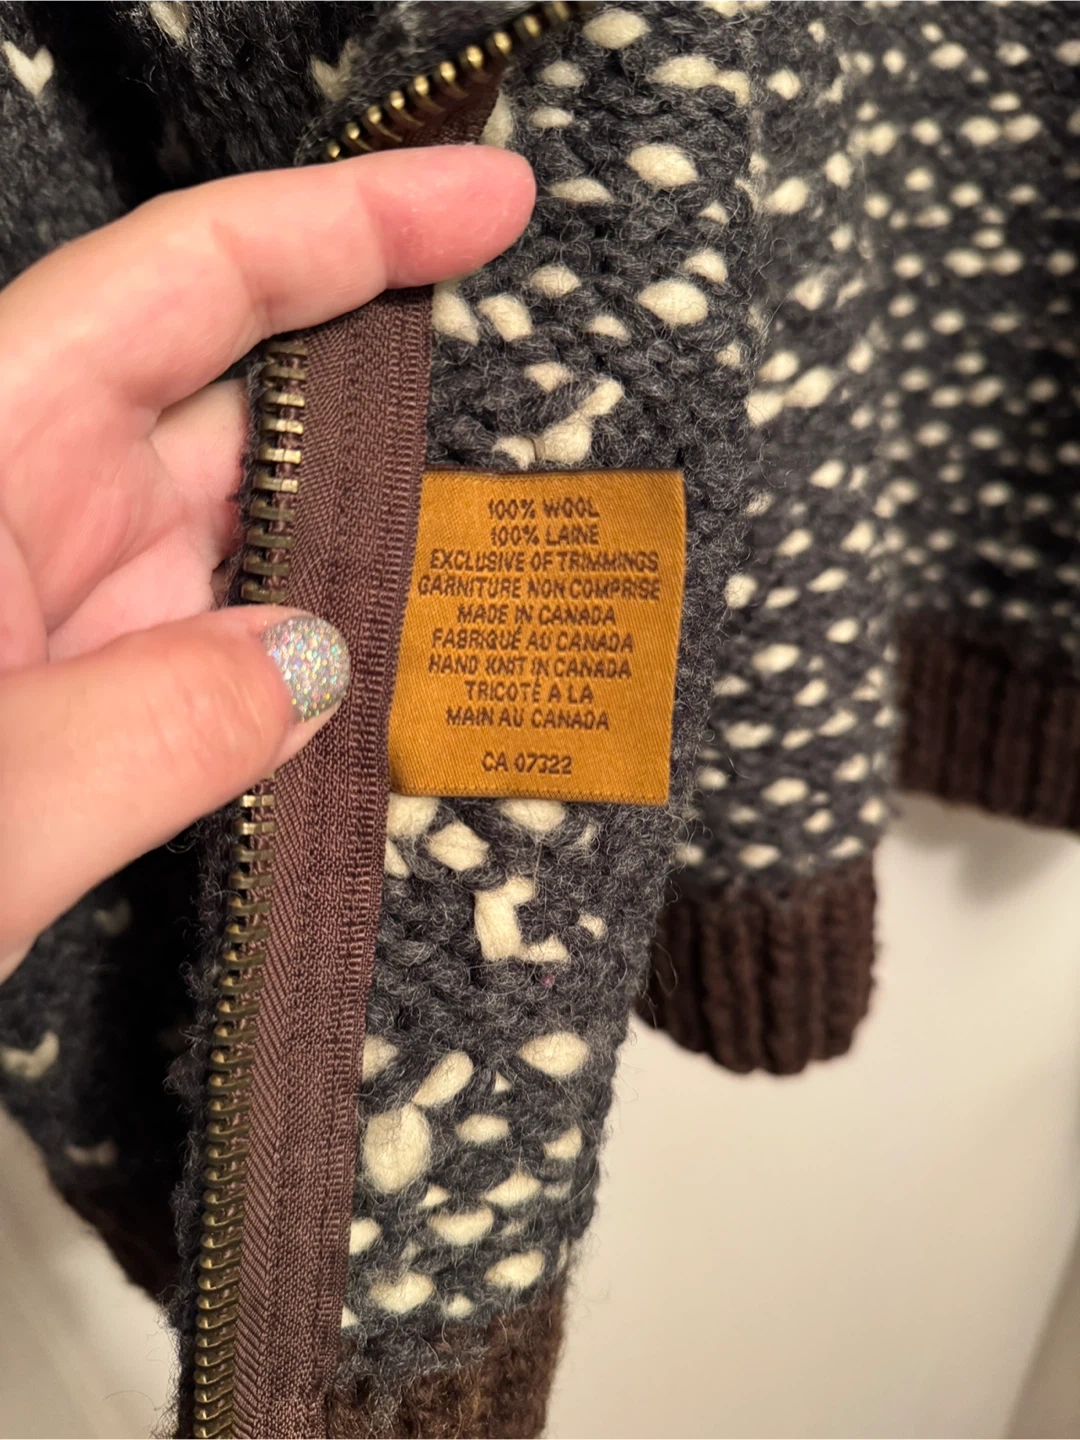 100% WOOL
100% LAINE
EXCLUSIVE OF TRIMMINGS
GARNITURE NON COMPRISE
MADE IN CANADA
FABRIQUÉ AU CANADA
HAND KNIT IN CANADA
TRICOTÉ A LA
MAIN AU CANADA
CA 07322